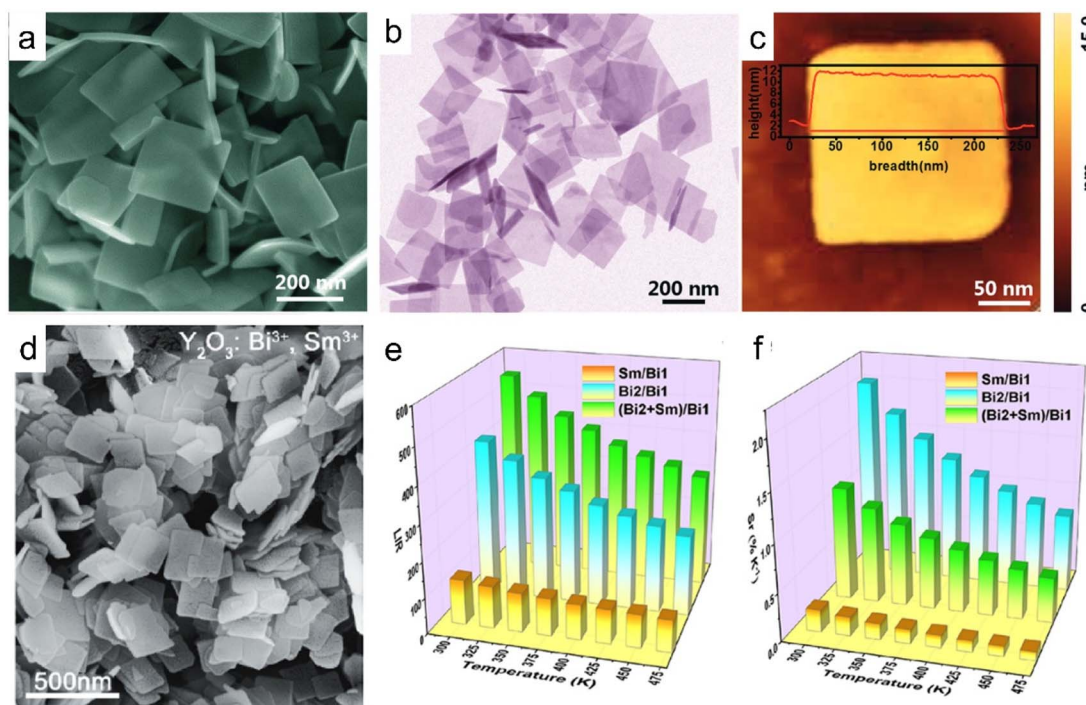 a
200 nm
b
200 nm
c
height(nm)
12
10
8
6
4
2
0
0 50 100 150 200 250
breadth(nm)
50 nm
d
Y₂O₃: Bi³⁺, Sm³⁺
500nm
e
Sm/Bi1
Bi2/Bi1
(Bi2+Sm)/Bi1
600
500
400
300
200
100
0
LIR
300 325 350 375 400 425 450 475
Temperature (K)
f
Sm/Bi1
Bi2/Bi1
(Bi2+Sm)/Bi1
2.0
1.5
1.0
0.5
0.0
300 325 350 375 400 425 450 475
Temperature (K)